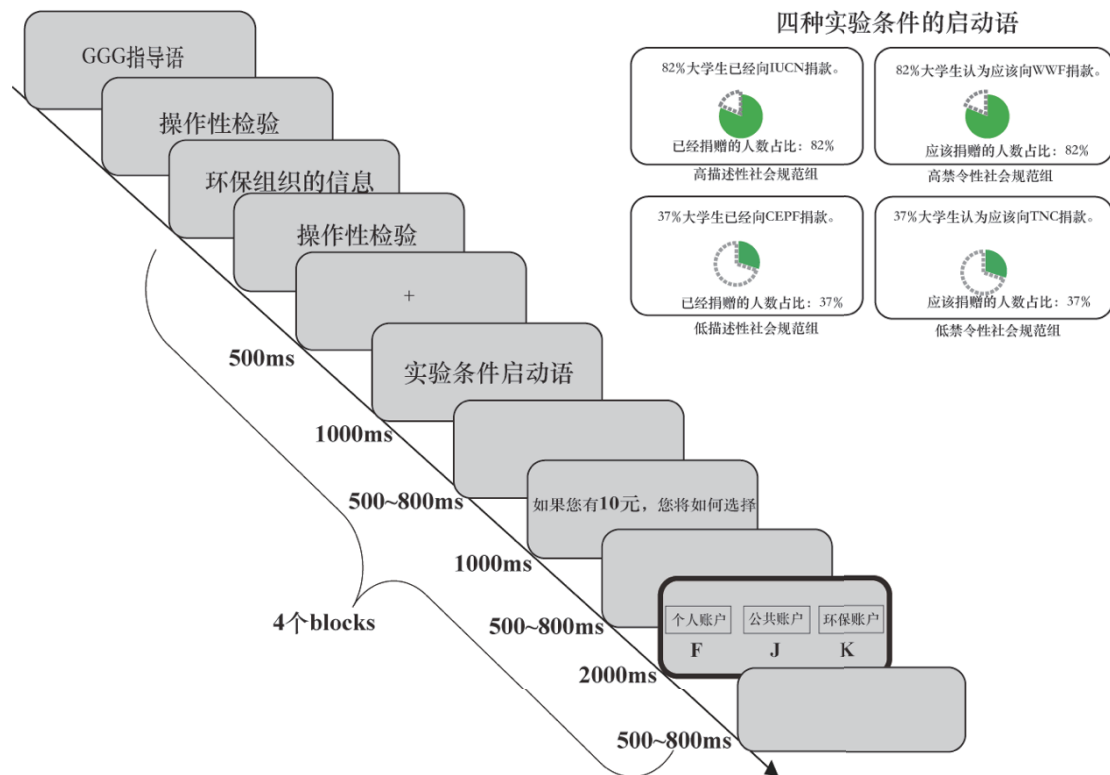 GGG指导语
操作性检验
环保组织的信息
操作性检验
+
500ms
实验条件启动语
1000ms
500~800ms
如果您有10元，您将如何选择
1000ms
500~800ms
个人账户 公共账户 环保账户
F J K
2000ms
500~800ms
4个blocks
四种实验条件的启动语
82%大学生已经向IUCN捐款。
已经捐赠的人数占比：82%
高描述性社会规范组
82%大学生认为应该向WWF捐款。
应该捐赠的人数占比：82%
高禁令性社会规范组
37%大学生已经向CEPF捐款。
已经捐赠的人数占比：37%
低描述性社会规范组
37%大学生认为应该向TNC捐款。
应该捐赠的人数占比：37%
低禁令性社会规范组